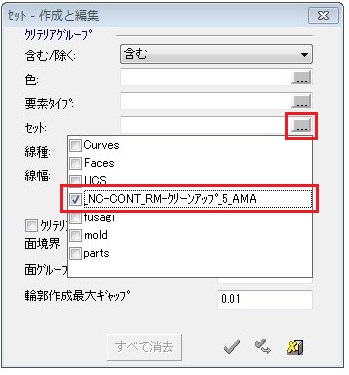 ｾｯﾄ - 作成と編集
ｸﾘﾃﾘｱｸﾞﾙｰﾌﾟ
含む/除く:
含む
色:
...
要素ﾀｲﾌﾟ:
...
ｾｯﾄ:
...
線種:
線幅:
Curves
Faces
UCS
_NC-CONT_RM-ｸﾘｰﾝｱｯﾌﾟ_5_AMA
fusagi
mold
parts
ｸﾘﾃﾘｱ
面境界
面ｸﾞﾙｰﾌﾟ
輪郭作成最大ｷﾞｬｯﾌﾟ
0.01
すべて消去